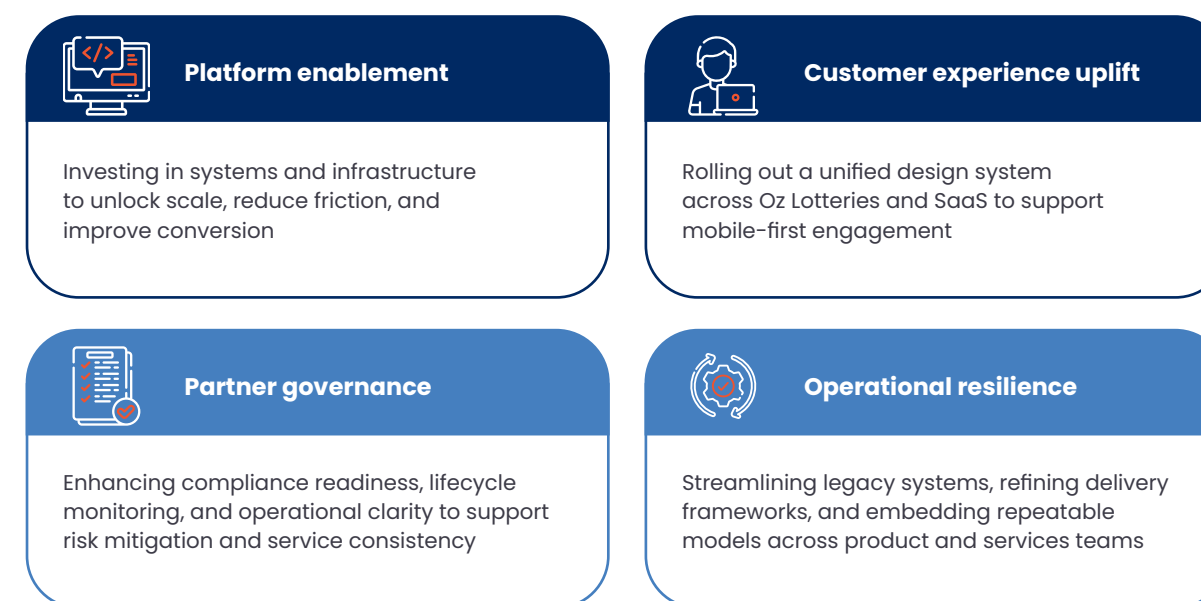 Platform enablement
Investing in systems and infrastructure
to unlock scale, reduce friction, and
improve conversion
Customer experience uplift
Rolling out a unified design system
across Oz Lotteries and SaaS to support
mobile-first engagement
Partner governance
Enhancing compliance readiness, lifecycle
monitoring, and operational clarity to support
risk mitigation and service consistency
Operational resilience
Streamlining legacy systems, refining delivery
frameworks, and embedding repeatable
models across product and services teams